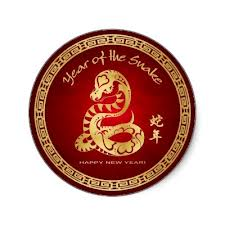 Year of the Snake
蛇年
HAPPY NEW YEAR!